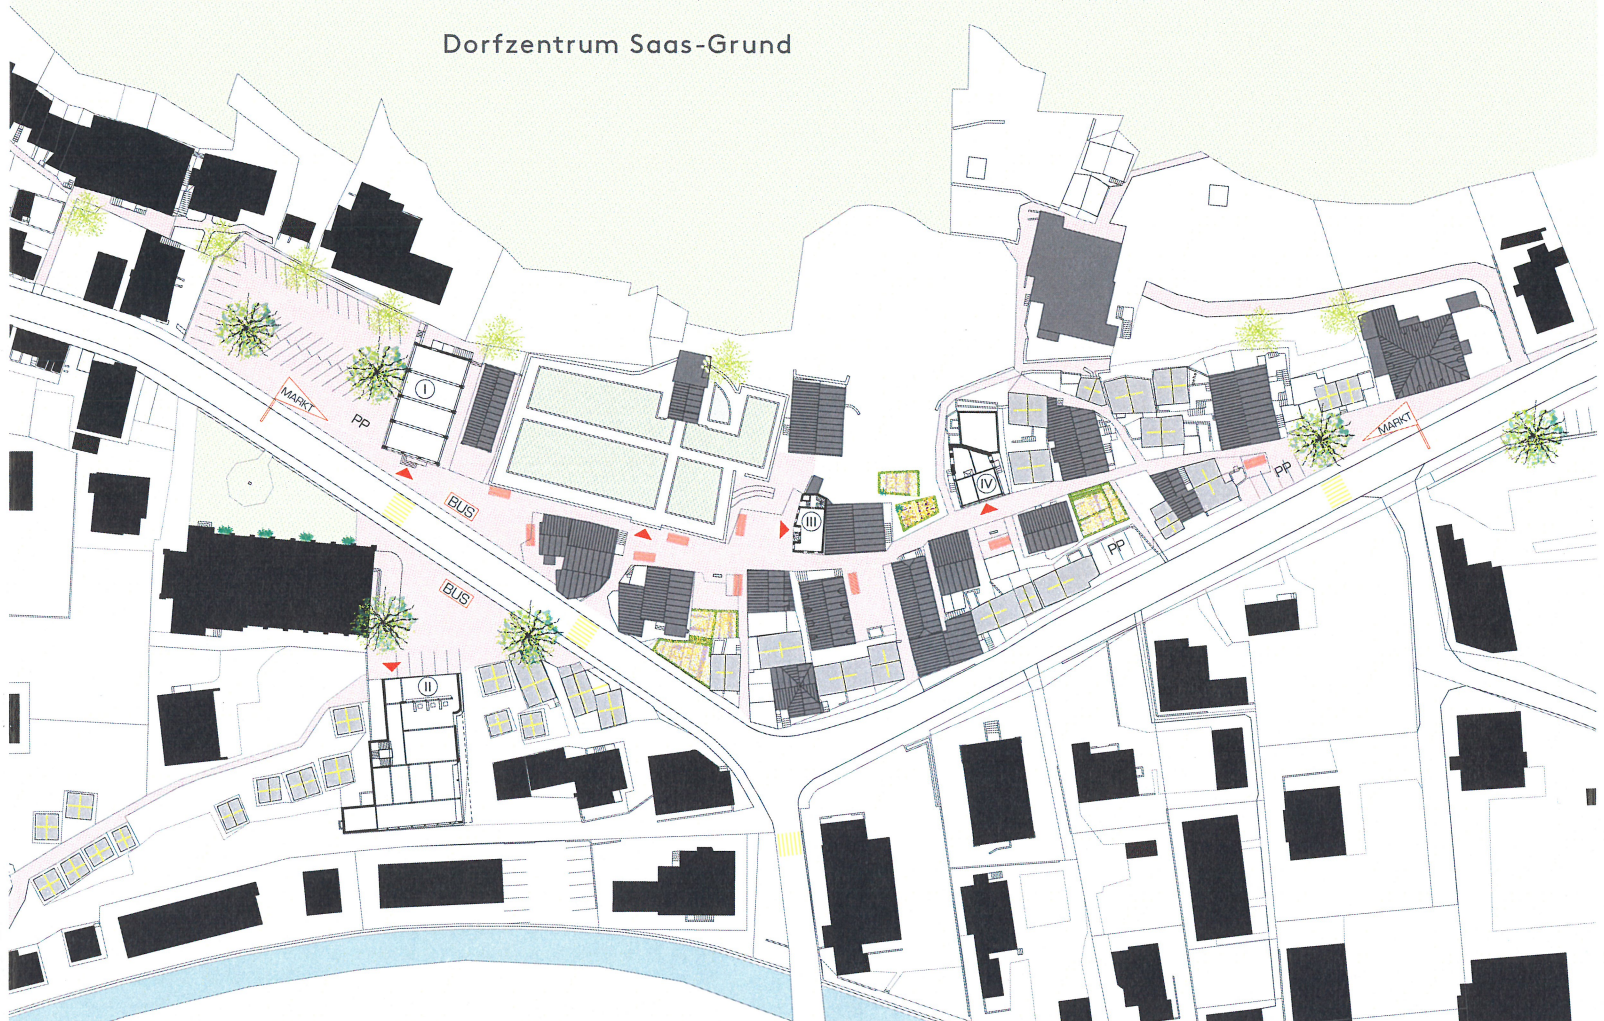 Dorfzentrum Saas-Grund
I
MARKT
PP
MARKT
PP
IV
BUS
III
PP
BUS
II